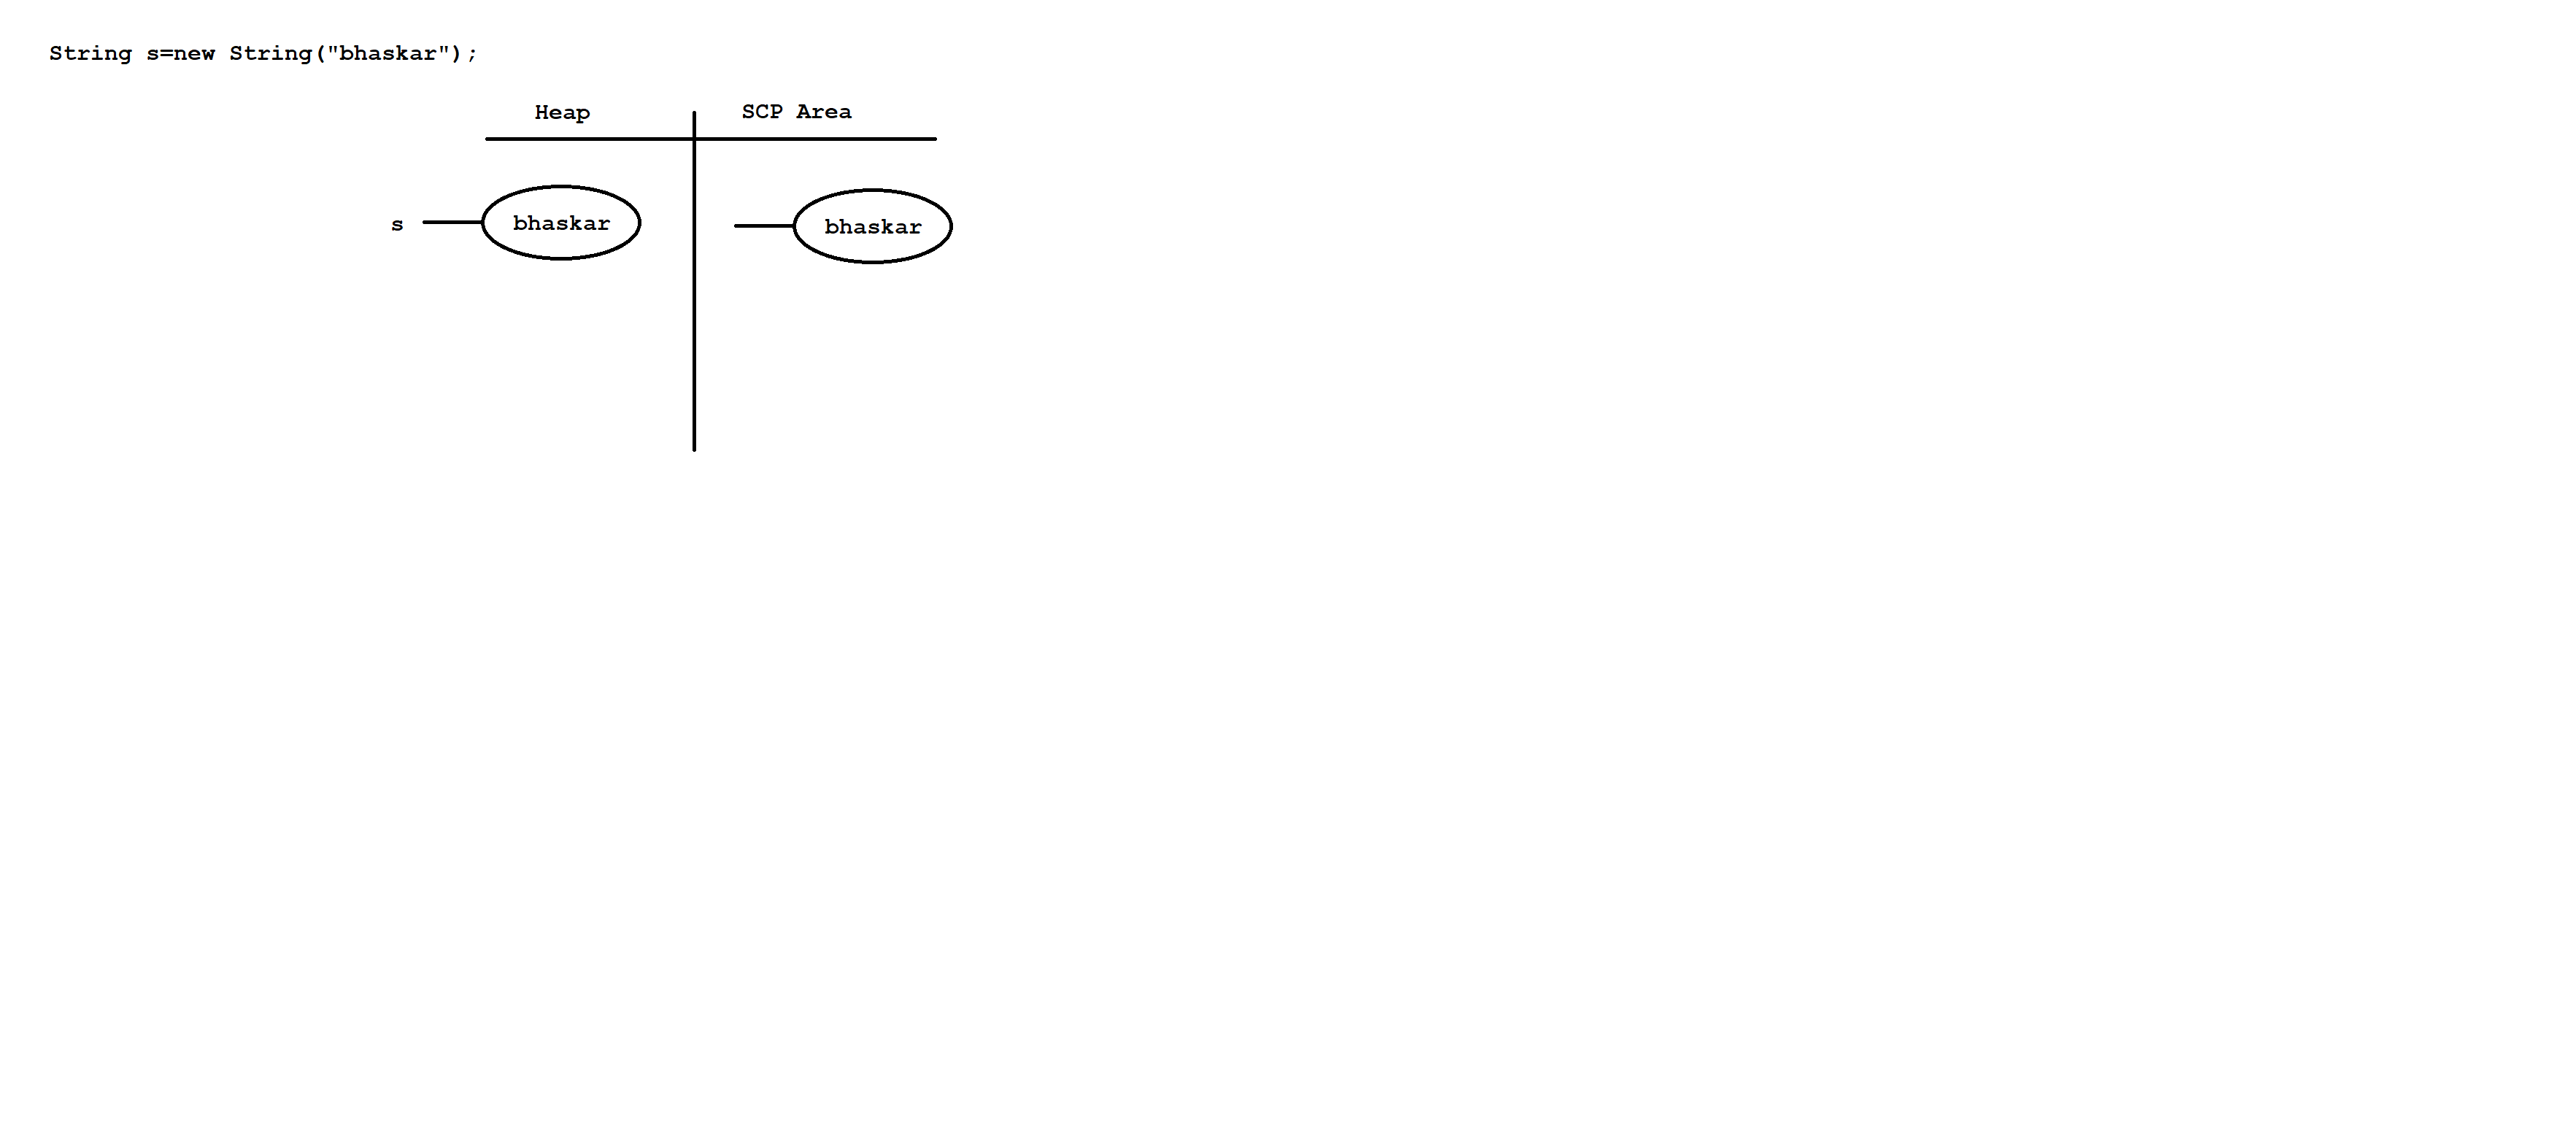 String s=new String("bhaskar");
Heap SCP Area
s bhaskar bhaskar